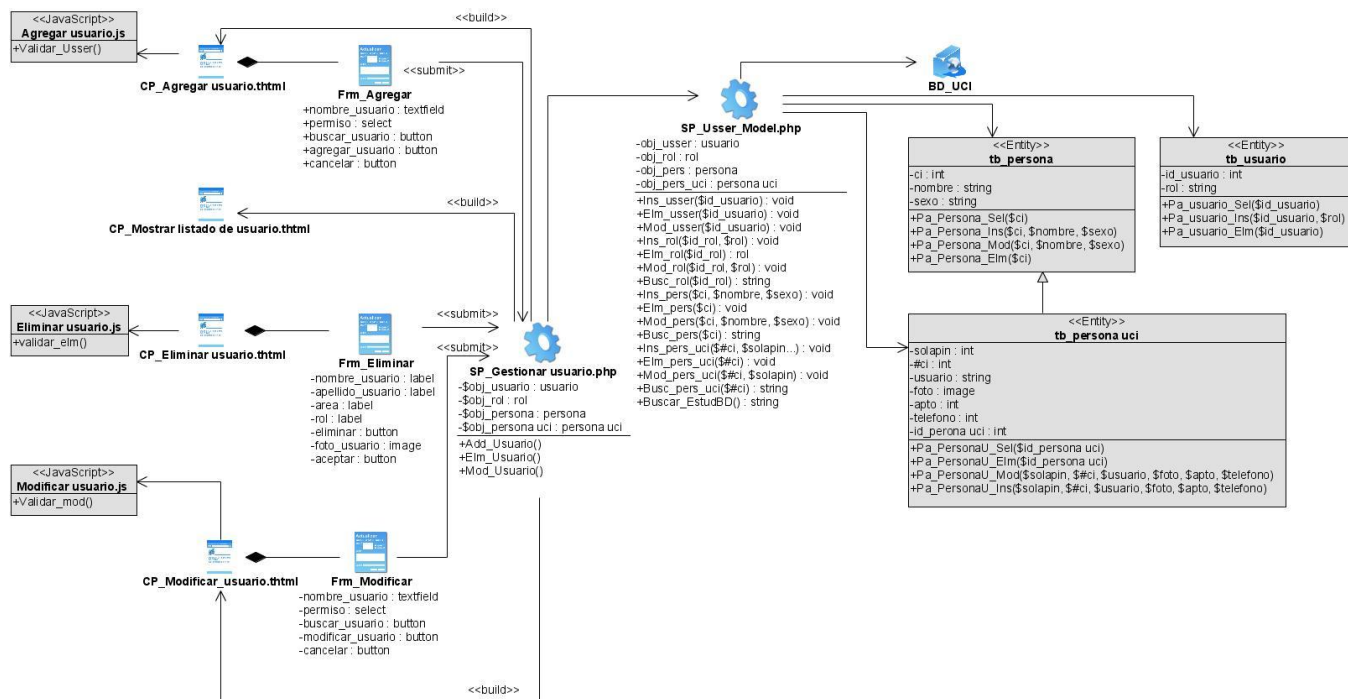 <<JavaScript>>
Agregar usuario.js
+Validar_Usser()
CP_Agregar usuario.thtml
<<build>>
<<submit>>
Frm_Agregar
+nombre_usuario : textfield
+permiso : select
+buscar_usuario : button
+agregar_usuario : button
+cancelar : button
CP_Mostrar listado de usuario.thtml
<<build>>
<<JavaScript>>
Eliminar usuario.js
+validar_elm()
CP_Eliminar usuario.thtml
<<submit>>
<<submit>>
Frm_Eliminar
-nombre_usuario : label
-apellido_usuario : label
-area : label
-rol : label
-eliminar : button
-foto_usuario : image
-aceptar : button
SP_Gestionar usuario.php
-$obj_usuario : usuario
-$obj_rol : rol
-$obj_persona : persona
-$obj_persona uci : persona uci
+Add_Usuario()
+Elm_Usuario()
+Mod_Usuario()
<<JavaScript>>
Modificar usuario.js
+Validar_mod()
CP_Modificar_usuario.thtml
Frm_Modificar
-nombre_usuario : textfield
-permiso : select
-buscar_usuario : button
-modificar_usuario : button
-cancelar : button
<<build>>
SP_Usser_Model.php
-obj_usser : usuario
-obj_rol : rol
-obj_pers : persona
-obj_pers_uci : persona uci
+Ins_usser($id_usuario) : void
+Elm_usser($id_usuario) : void
+Mod_usser($id_usuario) : void
+Ins_rol($id_rol, $rol) : void
+Elm_rol($id_rol) : rol
+Mod_rol($id_rol, $rol) : void
+Busc_rol($id_rol) : string
+Ins_pers($ci, $nombre, $sexo) : void
+Elm_pers($ci) : void
+Mod_pers($ci, $nombre, $sexo) : void
+Busc_pers($ci) : string
+Ins_pers_uci($#ci, $solapin...) : void
+Elm_pers_uci($#ci) : void
+Mod_pers_uci($#ci, $solapin) : void
+Busc_pers_uci($#ci) : string
+Buscar_EstudBD() : string
BD_UCI
<<Entity>>
tb_persona
-ci : int
-nombre : string
-sexo : string
+Pa_Persona_Sel($ci)
+Pa_Persona_Ins($ci, $nombre, $sexo)
+Pa_Persona_Mod($ci, $nombre, $sexo)
+Pa_Persona_Elm($ci)
<<Entity>>
tb_usuario
-id_usuario : int
-rol : string
+Pa_usuario_Sel($id_usuario)
+Pa_usuario_Ins($id_usuario, $rol)
+Pa_usuario_Elm($id_usuario)
<<Entity>>
tb_persona uci
-solapin : int
-#ci : int
-usuario : string
-foto : image
-apto : int
-telefono : int
-id_perona uci : int
+Pa_PersonaU_Sel($id_persona uci)
+Pa_PersonaU_Elm($id_persona uci)
+Pa_PersonaU_Mod($solapin, $#ci, $usuario, $foto, $apto, $telefono)
+Pa_PersonaU_Ins($solapin, $#ci, $usuario, $foto, $apto, $telefono)